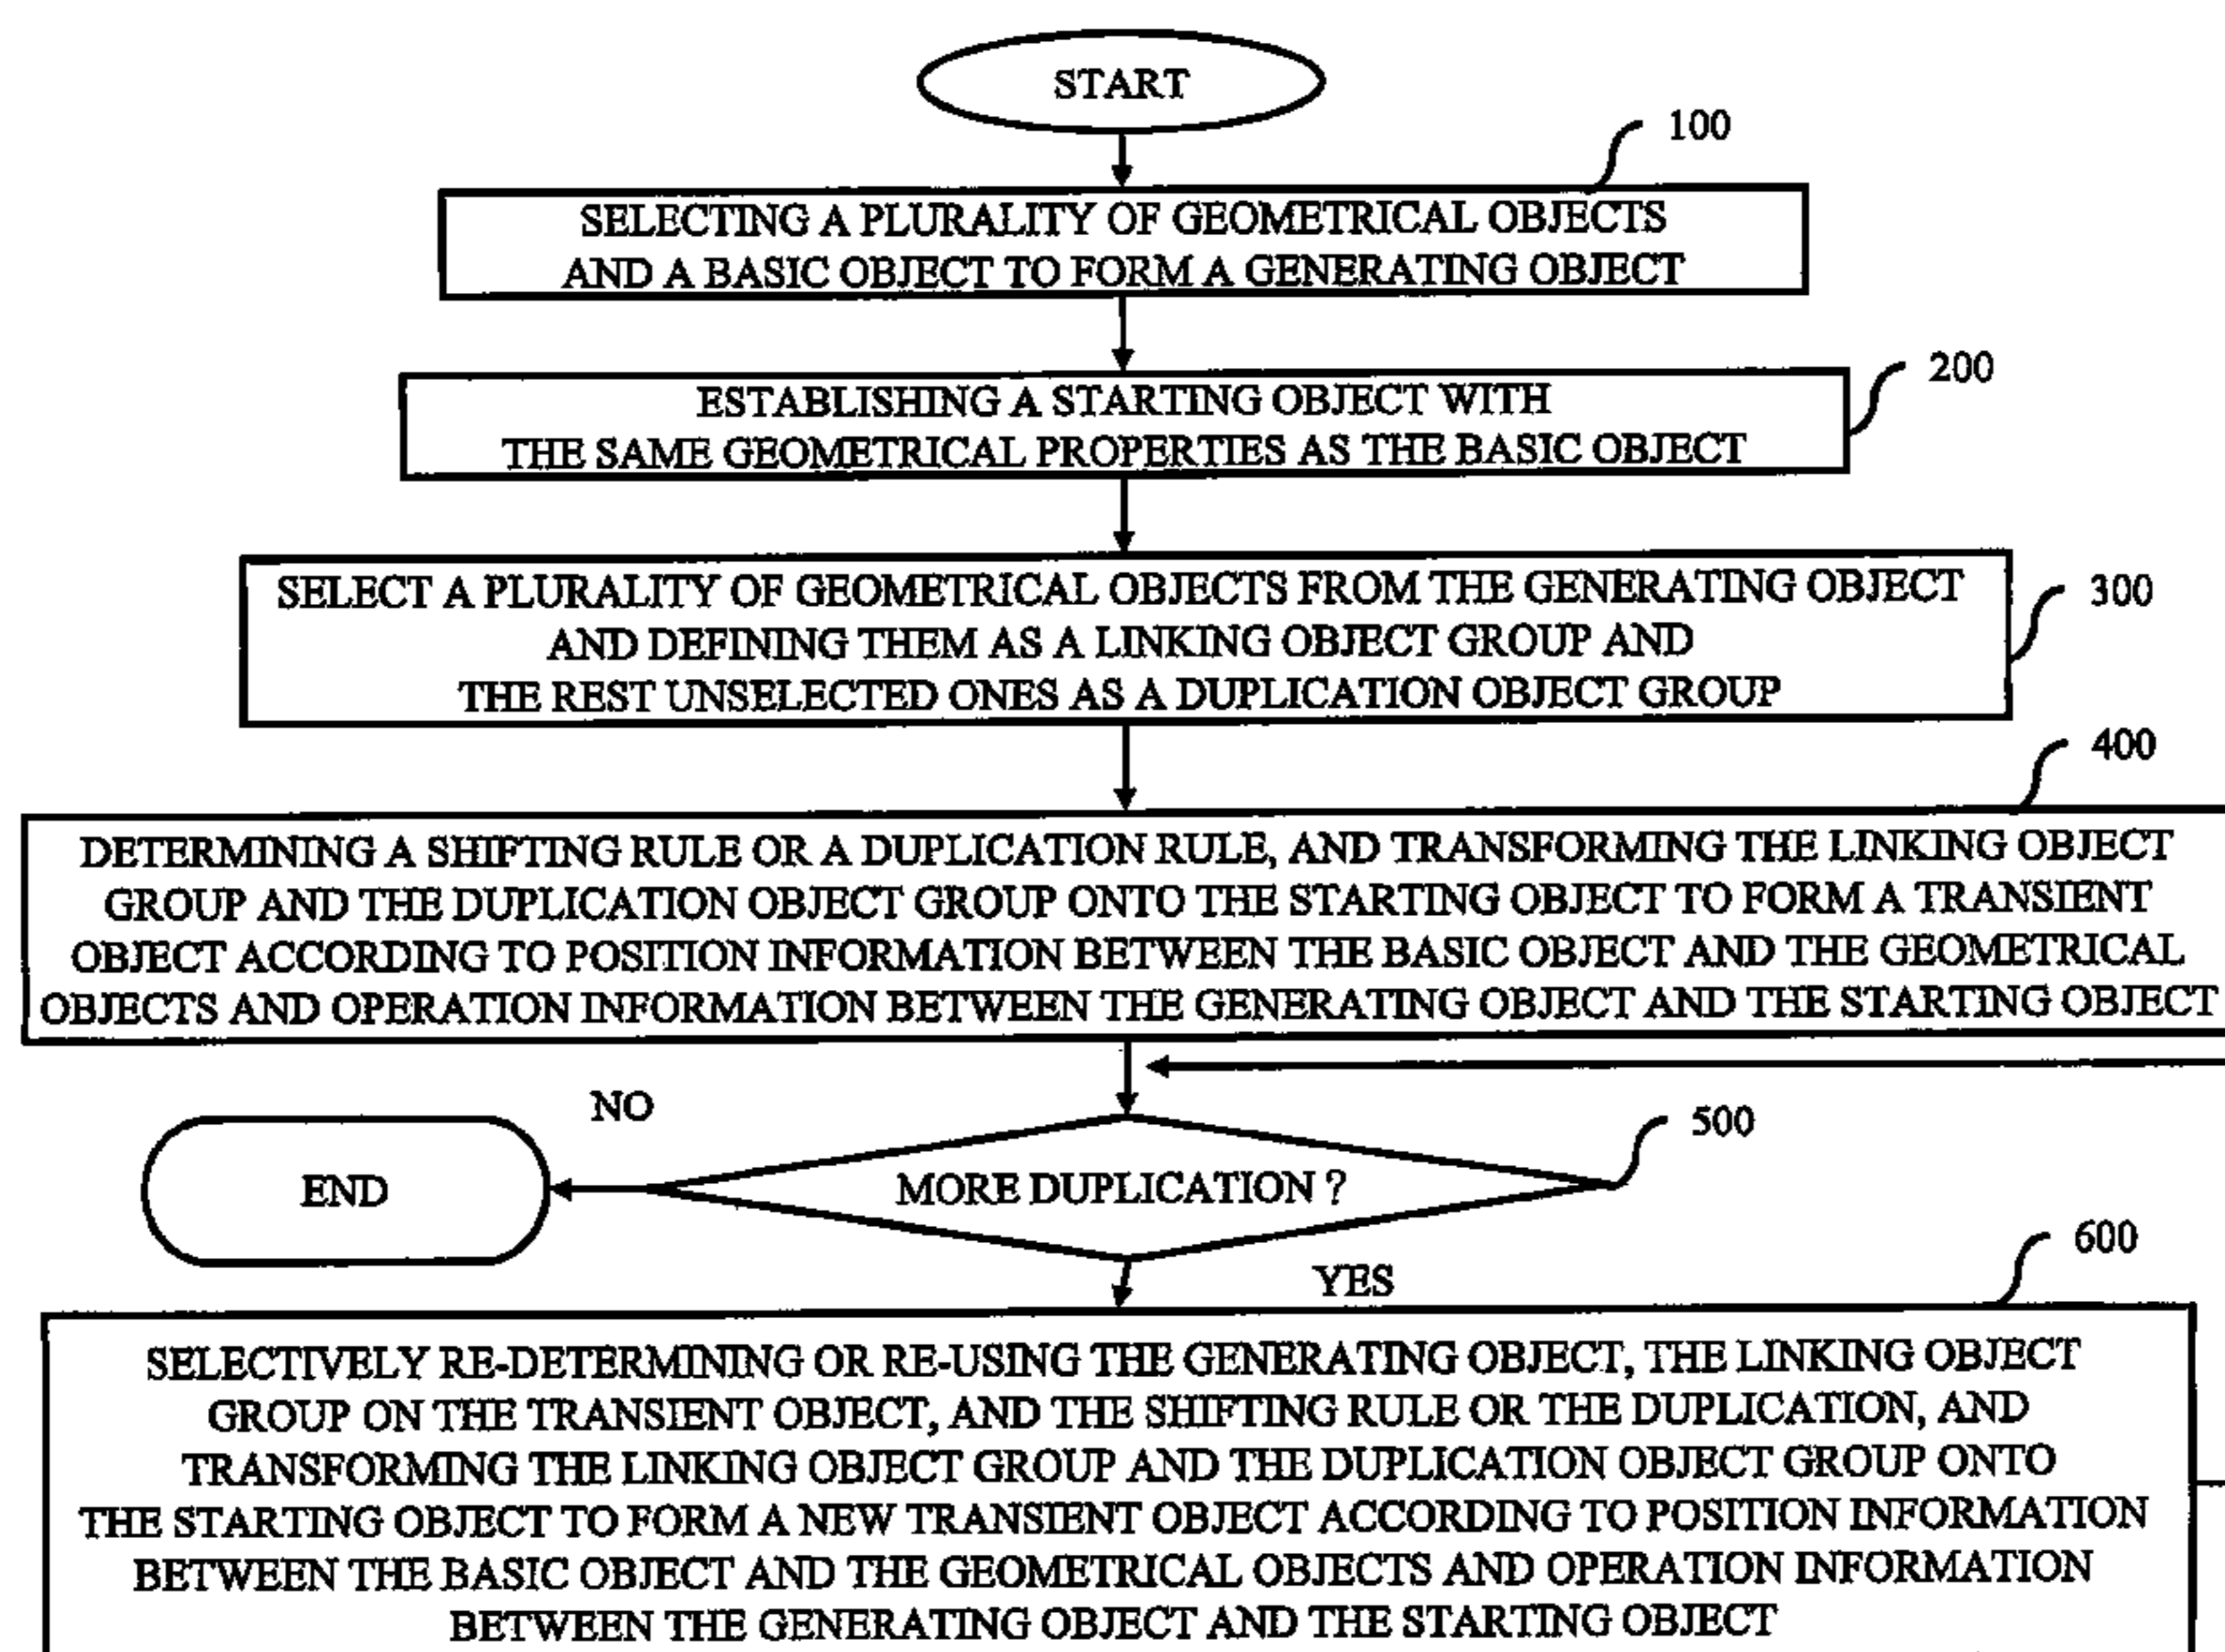 START
100
SELECTING A PLURALITY OF GEOMETRICAL OBJECTS
AND A BASIC OBJECT TO FORM A GENERATING OBJECT
200
ESTABLISHING A STARTING OBJECT WITH
THE SAME GEOMETRICAL PROPERTIES AS THE BASIC OBJECT
300
SELECT A PLURALITY OF GEOMETRICAL OBJECTS FROM THE GENERATING OBJECT
AND DEFINING THEM AS A LINKING OBJECT GROUP AND
THE REST UNSELECTED ONES AS A DUPLICATION OBJECT GROUP
400
DETERMINING A SHIFTING RULE OR A DUPLICATION RULE, AND TRANSFORMING THE LINKING OBJECT
GROUP AND THE DUPLICATION OBJECT GROUP ONTO THE STARTING OBJECT TO FORM A TRANSIENT
OBJECT ACCORDING TO POSITION INFORMATION BETWEEN THE BASIC OBJECT AND THE GEOMETRICAL
OBJECTS AND OPERATION INFORMATION BETWEEN THE GENERATING OBJECT AND THE STARTING OBJECT
NO
500
END
MORE DUPLICATION ?
YES
600
SELECTIVELY RE-DETERMINING OR RE-USING THE GENERATING OBJECT, THE LINKING OBJECT
GROUP ON THE TRANSIENT OBJECT, AND THE SHIFTING RULE OR THE DUPLICATION, AND
TRANSFORMING THE LINKING OBJECT GROUP AND THE DUPLICATION OBJECT GROUP ONTO
THE STARTING OBJECT TO FORM A NEW TRANSIENT OBJECT ACCORDING TO POSITION INFORMATION
BETWEEN THE BASIC OBJECT AND THE GEOMETRICAL OBJECTS AND OPERATION INFORMATION
BETWEEN THE GENERATING OBJECT AND THE STARTING OBJECT